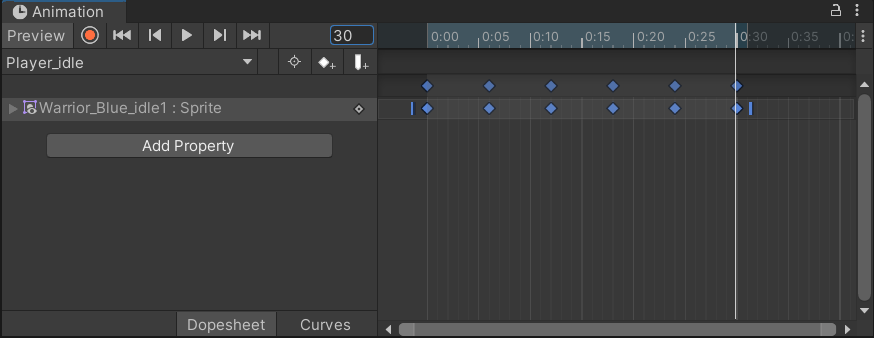 Animation
Preview 30 0:00 0:05 0:10 0:15 0:20 0:25 0:30 0:35
Player_idle
Warrior_Blue_idle1 : Sprite
Add Property
Dopesheet Curves